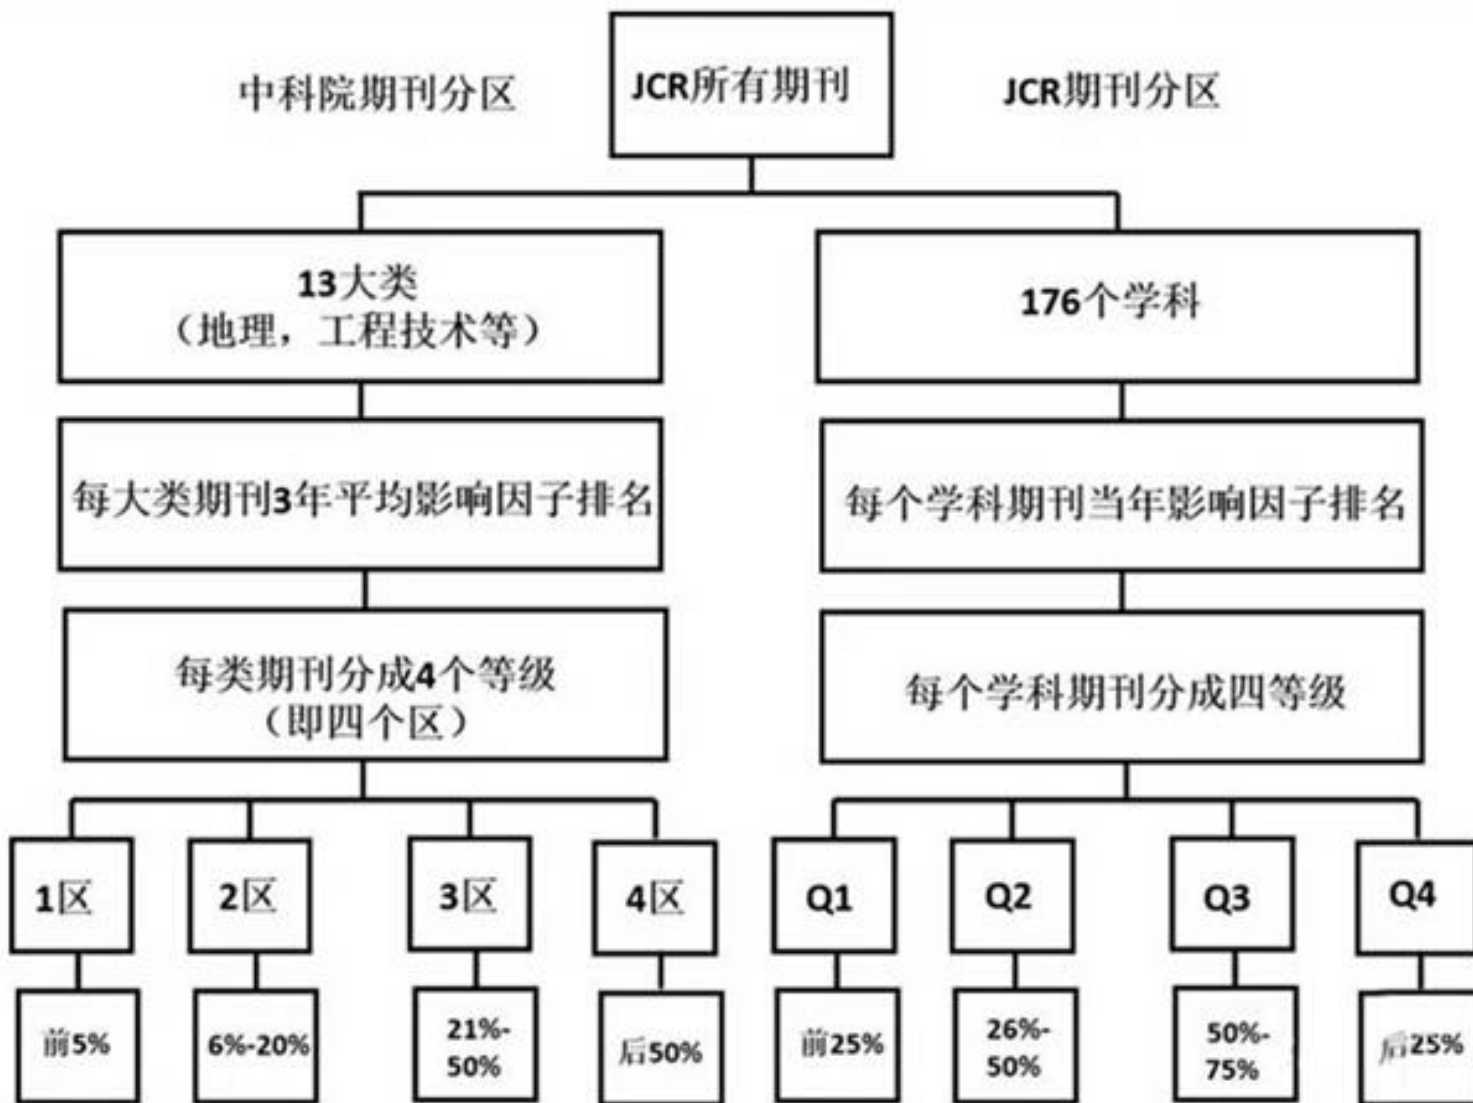 中科院期刊分区
JCR所有期刊
JCR期刊分区
13大类
（地理，工程技术等）
176个学科
每大类期刊3年平均影响因子排名
每个学科期刊当年影响因子排名
每类期刊分成4个等级
（即四个区）
每个学科期刊分成四等级
1区
2区
3区
4区
Q1
Q2
Q3
Q4
前5%
6%-20%
21%-
50%
后50%
前25%
26%-
50%
50%-
75%
后25%